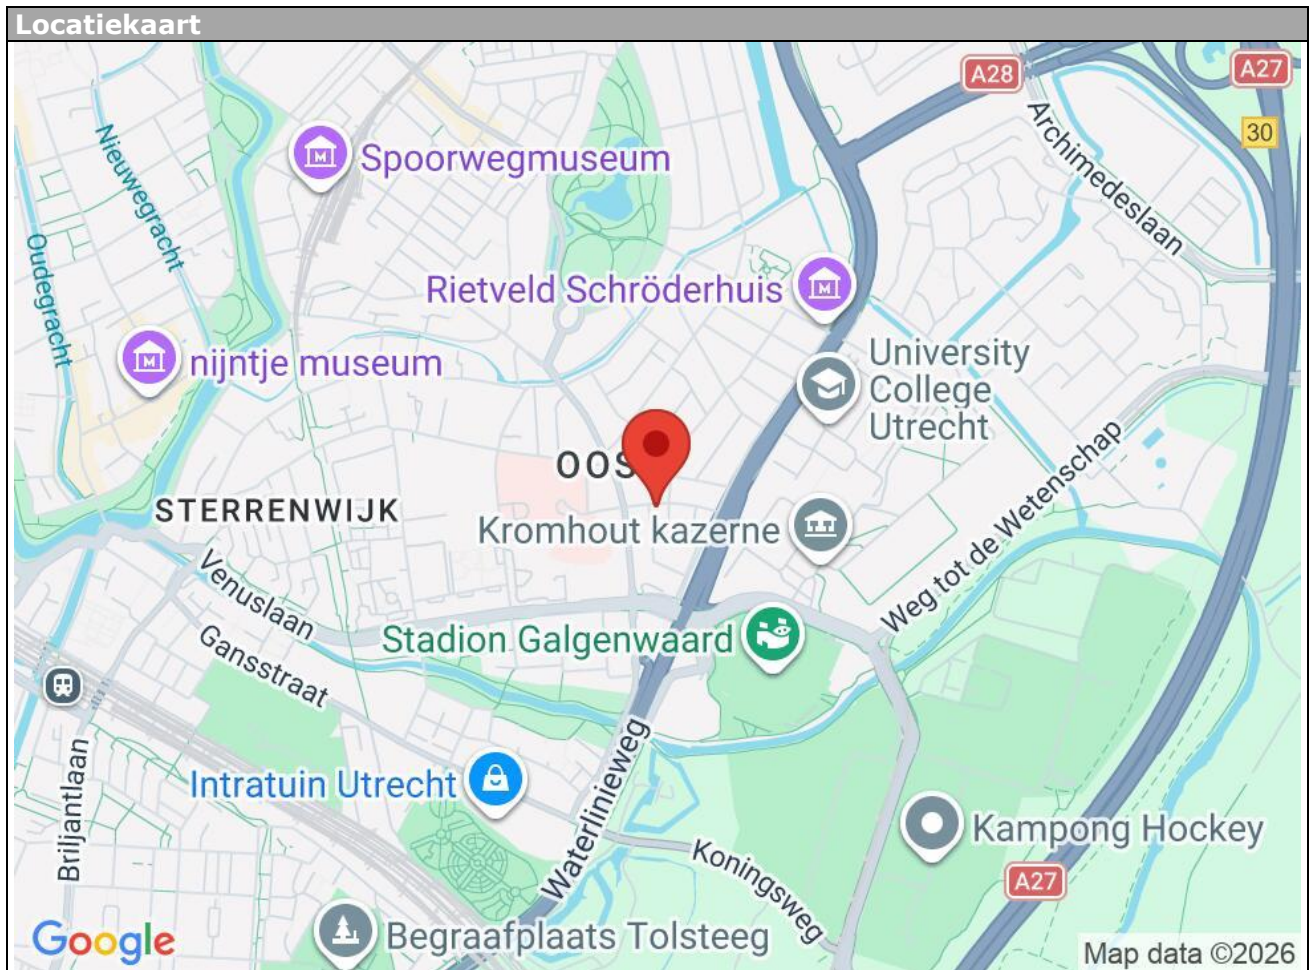 Locatiekaart
A28
A27
30
Archimedeslaan
Nieuwegracht
Spoorwegmuseum
Oudegracht
Rietveld Schröderhuis
nijntje museum
University
College
Utrecht
OOS
STERRENWIJK
Kromhout kazerne
Weg tot de Wetenschap
Venuslaan
Gansstraat
Stadion Galgenwaard
Briljantlaan
Intratuin Utrecht
Waterlinieweg
Koningsweg
Kampong Hockey
A27
Begraafplaats Tolsteeg
Google
Map data ©2026
M
M
M